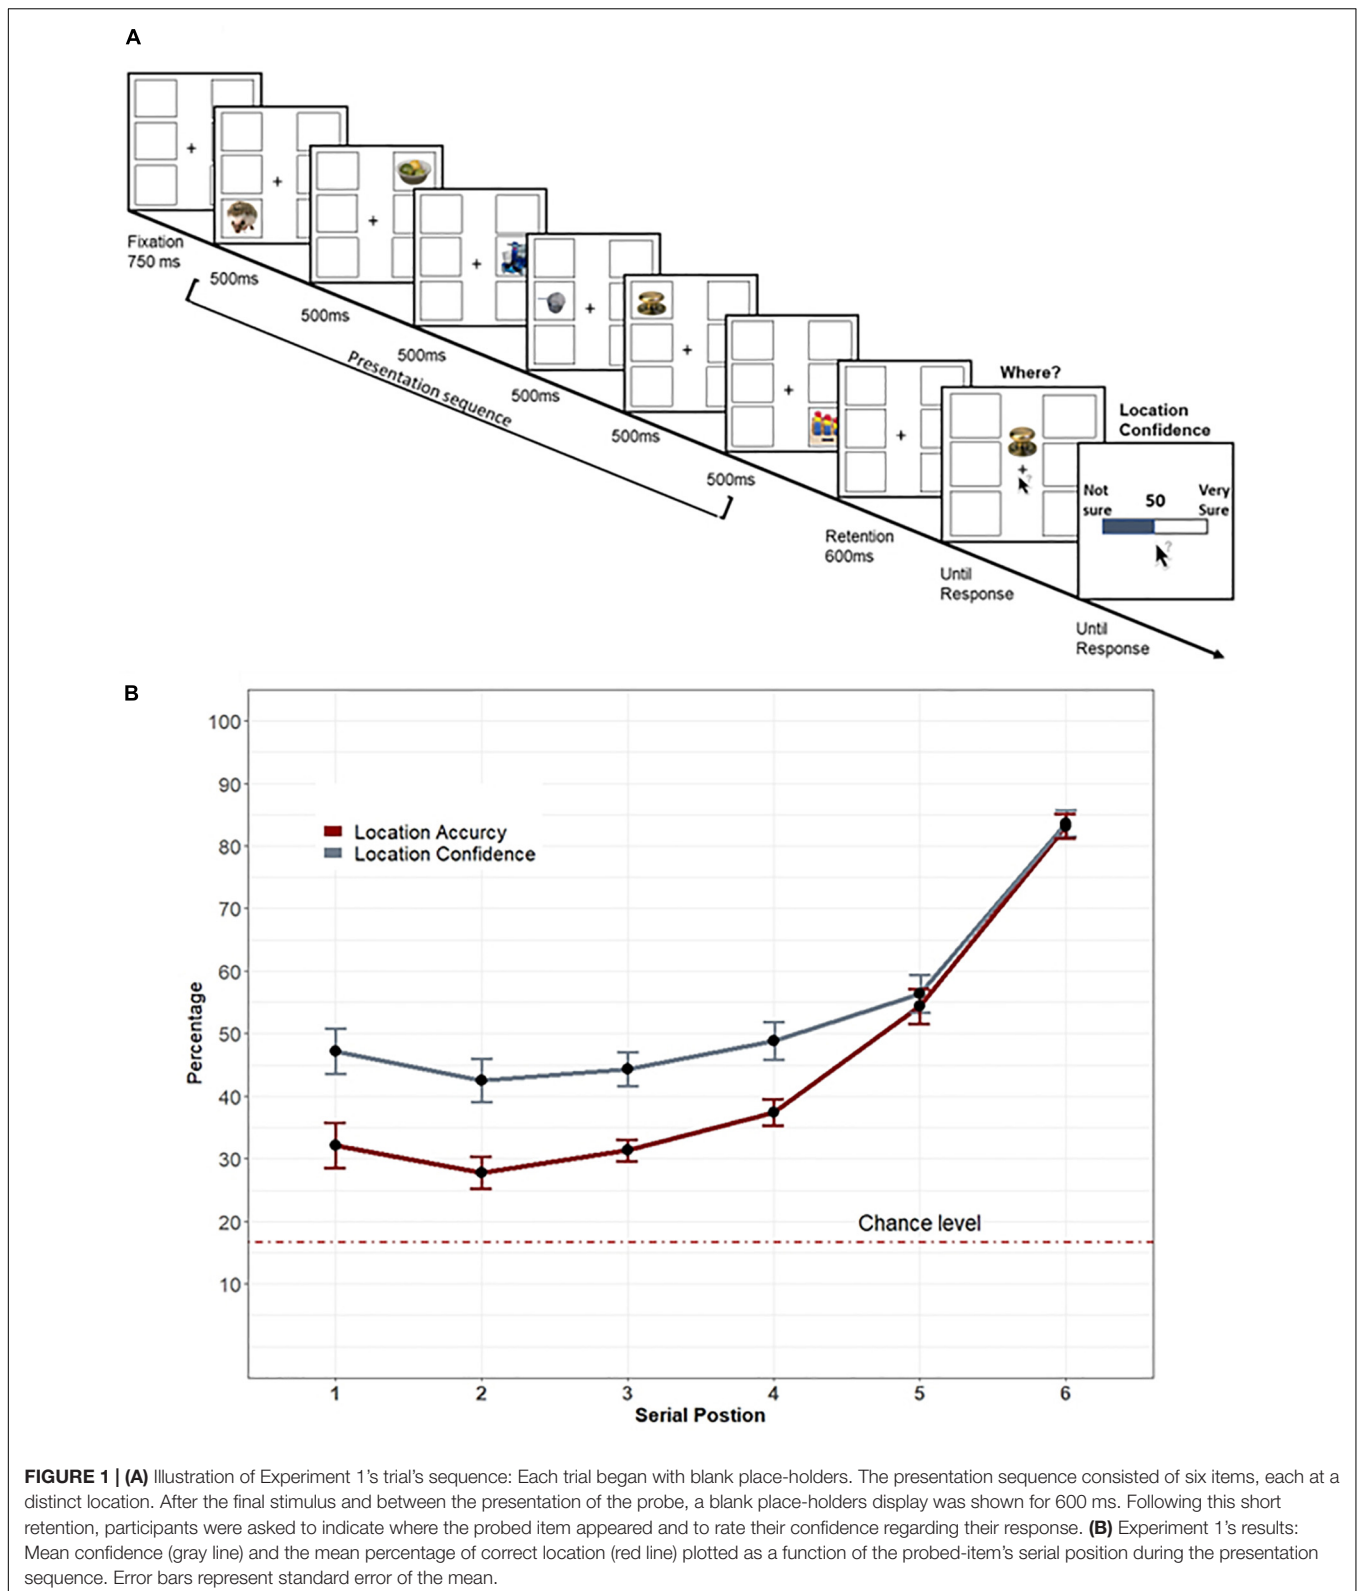 A
Fixation
750 ms
500ms
500ms
500ms
500ms
500ms
500ms
Presentation sequence
Retention
600ms
Where?
Until
Response
Location
Confidence
Not
sure
50
Very
Sure
?
Until
Response
B
100
90
80
70
60
50
40
30
20
10
Percentage
Location Accurcy
Location Confidence
Chance level
1 2 3 4 5 6
Serial Postion
FIGURE 1 | (A) Illustration of Experiment 1's trial's sequence: Each trial began with blank place-holders. The presentation sequence consisted of six items, each at a
distinct location. After the final stimulus and between the presentation of the probe, a blank place-holders display was shown for 600 ms. Following this short
retention, participants were asked to indicate where the probed item appeared and to rate their confidence regarding their response. (B) Experiment 1's results:
Mean confidence (gray line) and the mean percentage of correct location (red line) plotted as a function of the probed-item's serial position during the presentation
sequence. Error bars represent standard error of the mean.